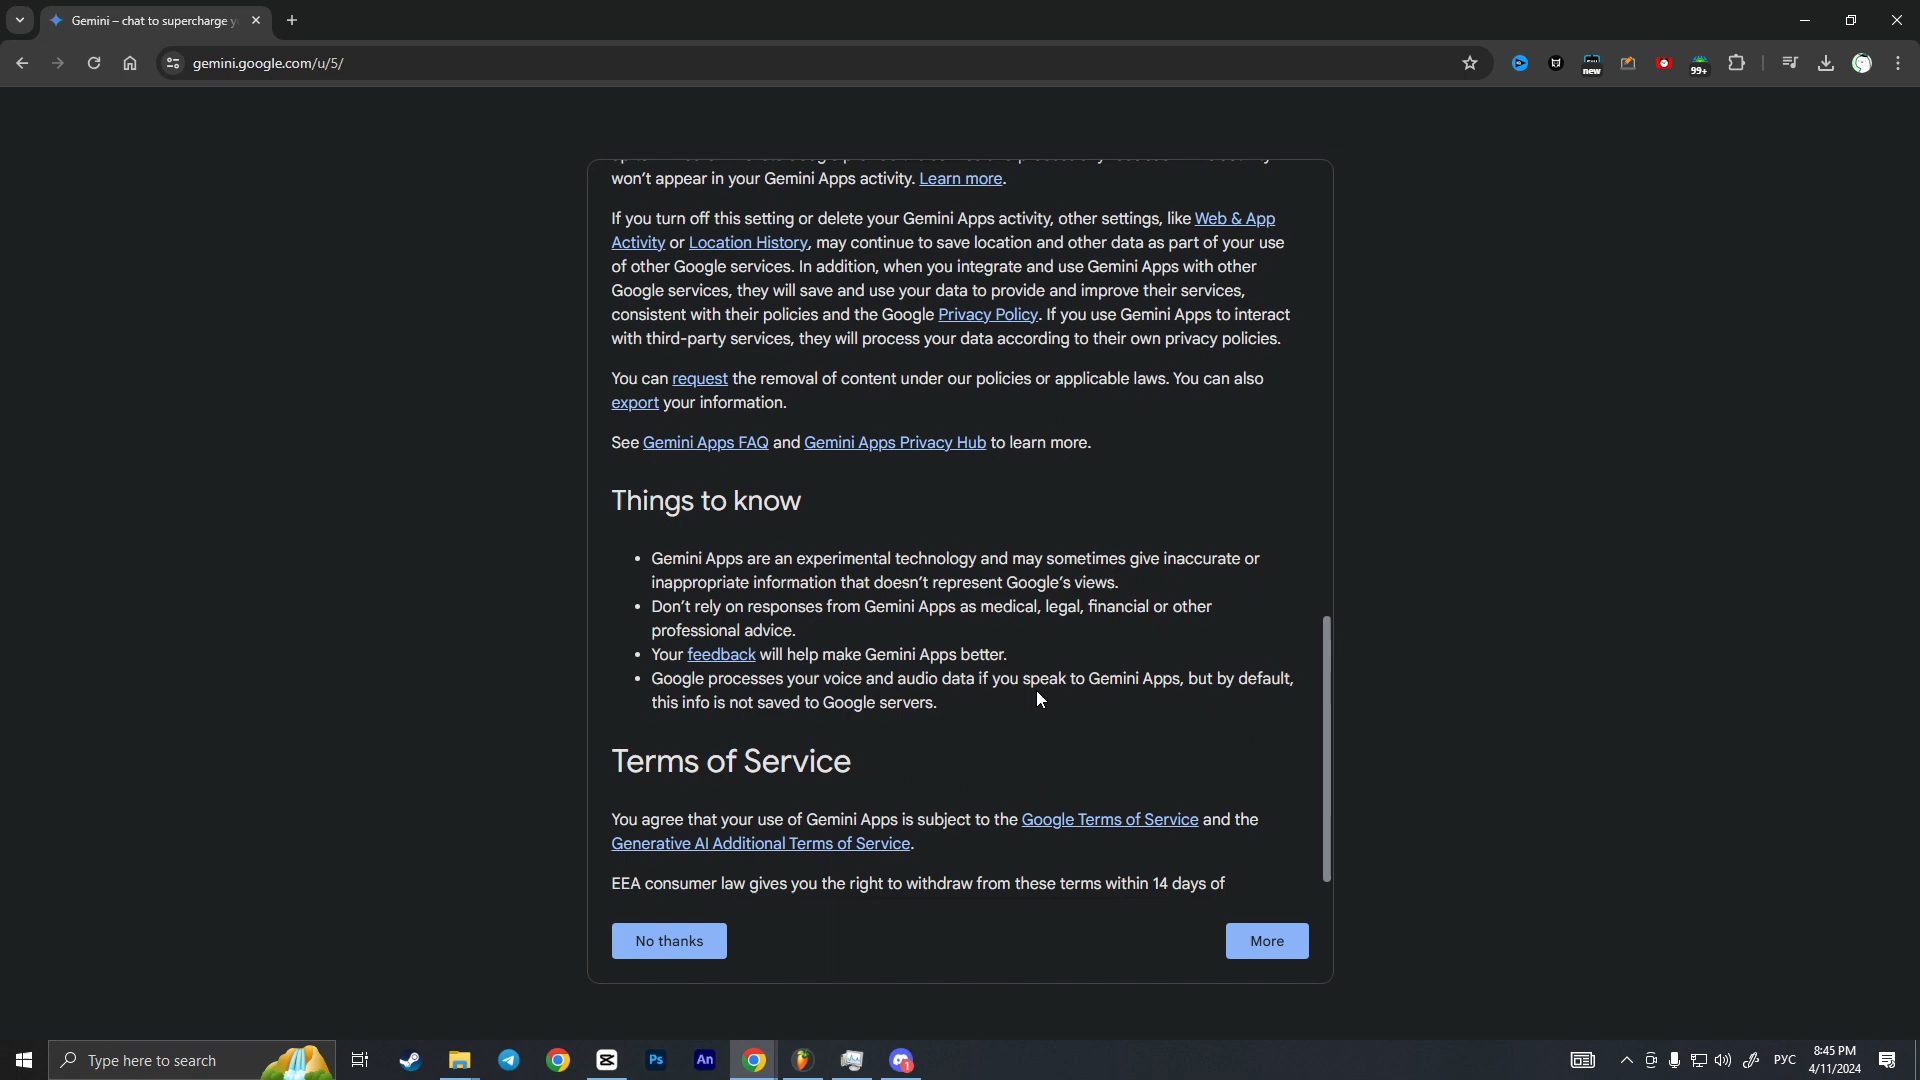 Gemini – chat to supercharge y
gemini.google.com/u/5/
new
99+
won't appear in your Gemini Apps activity. Learn more.
If you turn off this setting or delete your Gemini Apps activity, other settings, like Web & App
Activity or Location History, may continue to save location and other data as part of your use
of other Google services. In addition, when you integrate and use Gemini Apps with other
Google services, they will save and use your data to provide and improve their services,
consistent with their policies and the Google Privacy Policy. If you use Gemini Apps to interact
with third-party services, they will process your data according to their own privacy policies.
You can request the removal of content under our policies or applicable laws. You can also
export your information.
See Gemini Apps FAQ and Gemini Apps Privacy Hub to learn more.
Things to know
• Gemini Apps are an experimental technology and may sometimes give inaccurate or
inappropriate information that doesn't represent Google's views.
• Don't rely on responses from Gemini Apps as medical, legal, financial or other
professional advice.
• Your feedback will help make Gemini Apps better.
• Google processes your voice and audio data if you speak to Gemini Apps, but by default,
this info is not saved to Google servers.
Terms of Service
You agree that your use of Gemini Apps is subject to the Google Terms of Service and the
Generative AI Additional Terms of Service.
EEA consumer law gives you the right to withdraw from these terms within 14 days of
No thanks
More
Type here to search
Ps
An
1
РУС
8:45 PM
4/11/2024